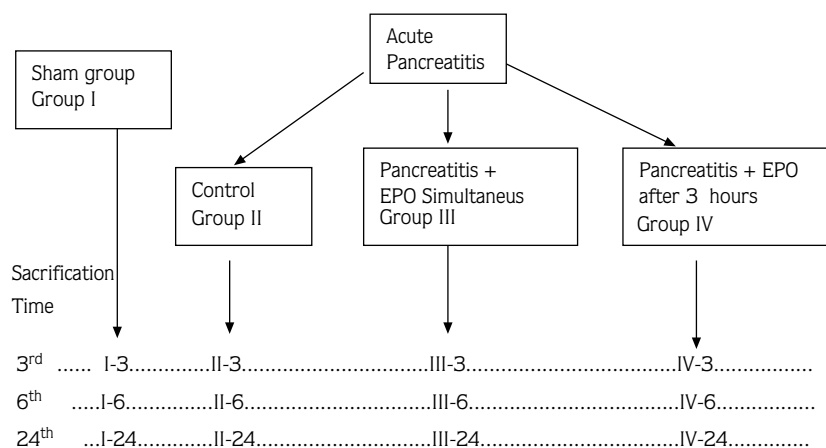 Acute
Pancreatitis
Sham group
Group I
Control
Group II
Pancreatitis +
EPO Simultaneus
Group III
Pancreatitis + EPO
after 3 hours
Group IV
Sacrification
Time
3rd ...... I-3...............II-3....................................III-3........................................IV-3...................
6th .....I-6...............II-6....................................III-6........................................IV-6...................
24th ...I-24.............II-24..................................III-24......................................IV-24.................